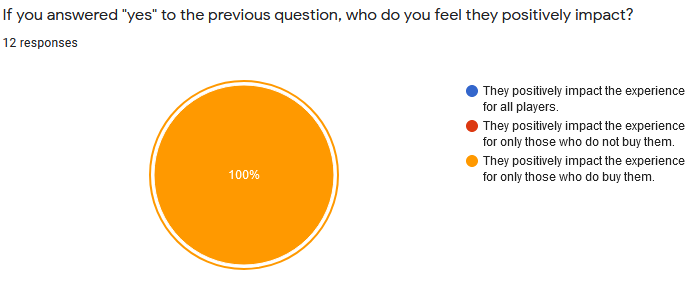 If you answered "yes" to the previous question, who do you feel they positively impact?
12 responses
100%
They positively impact the experience
for all players.
They positively impact the experience
for only those who do not buy them.
They positively impact the experience
for only those who do buy them.